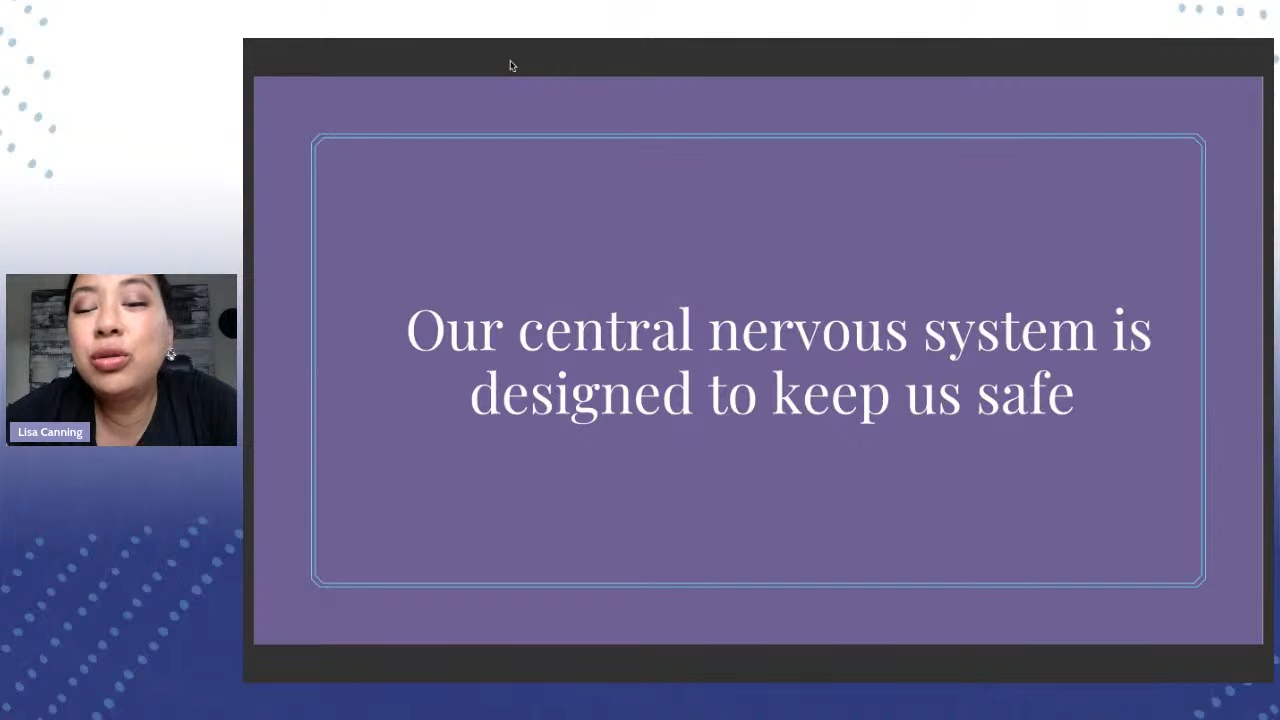 Our central nervous system is
designed to keep us safe
Lisa Canning